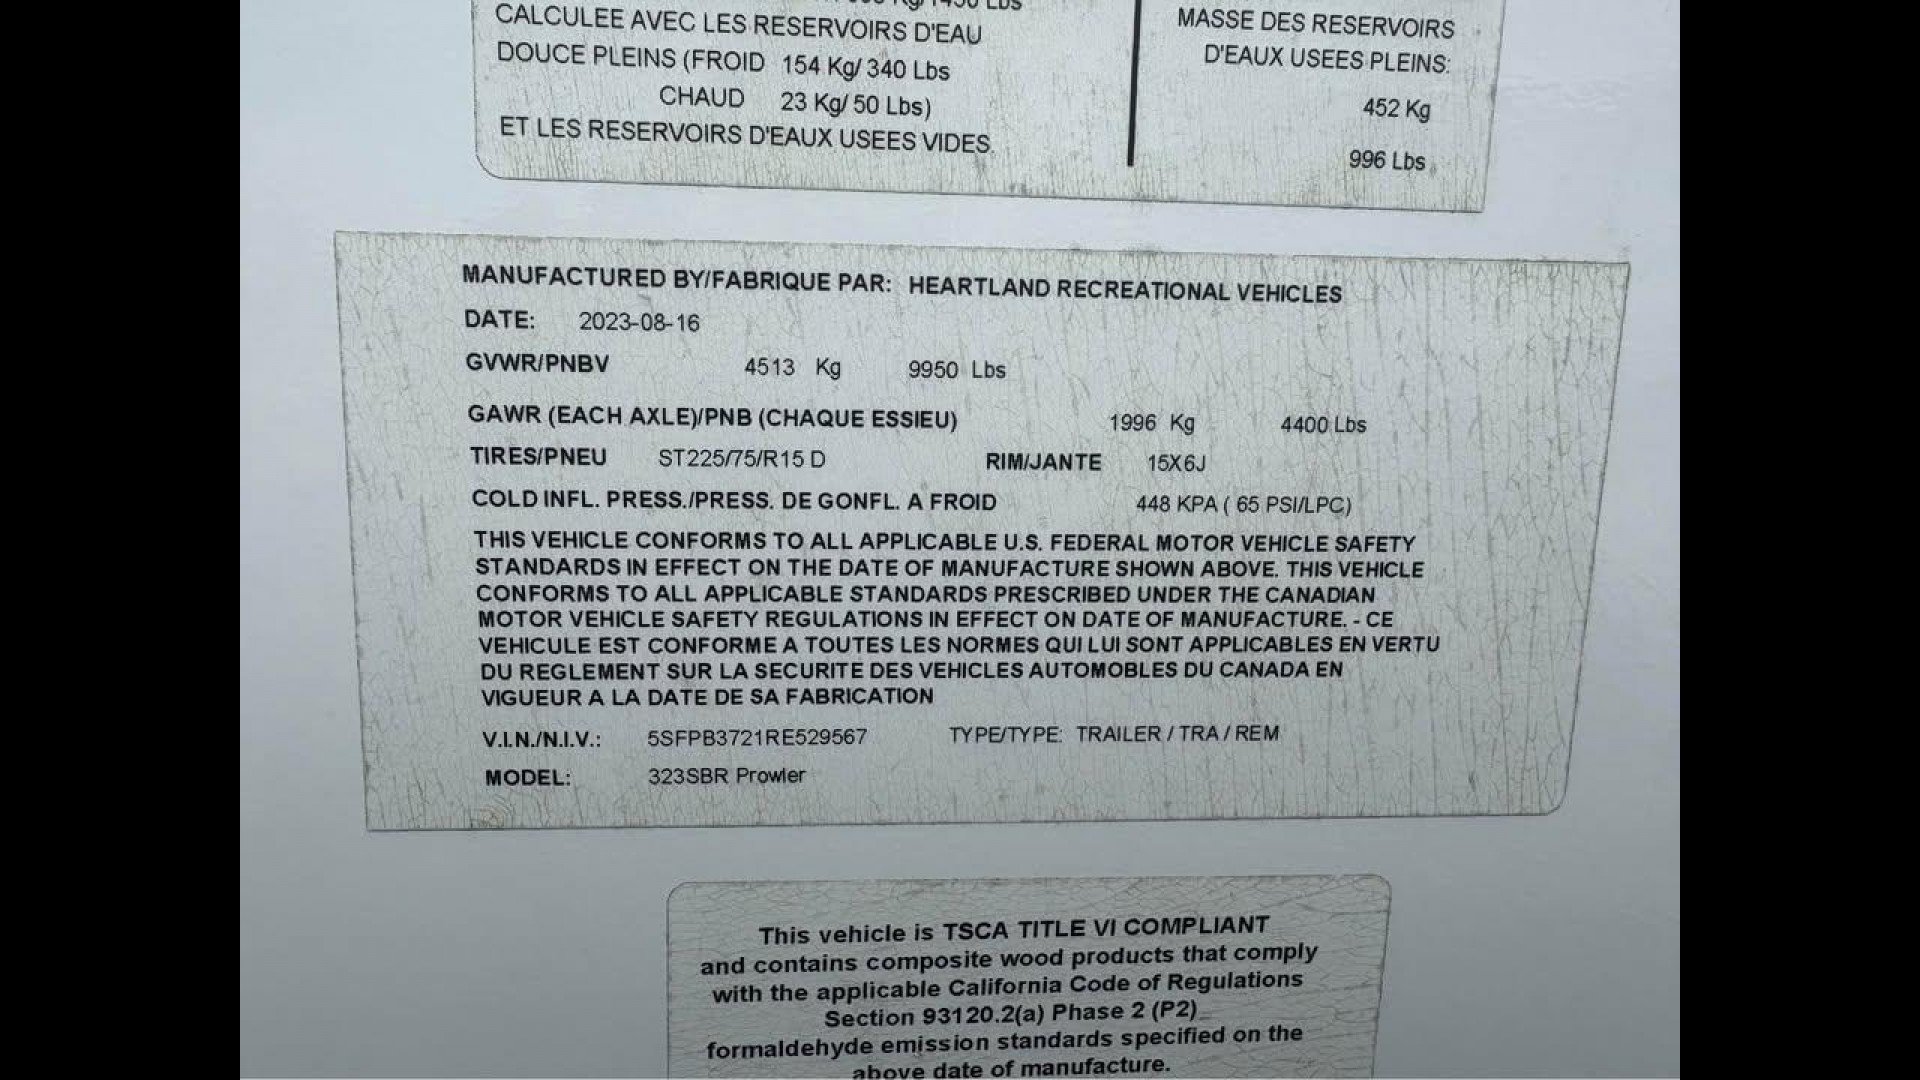 CALCULEE AVEC LES RESERVOIRS D'EAU
DOUCE PLEINS (FROID 154 Kg/ 340 Lbs
CHAUD 23 Kg/ 50 Lbs)
ET LES RESERVOIRS D'EAUX USEES VIDES.
MASSE DES RESERVOIRS
D'EAUX USEES PLEINS:
452 Kg
996 Lbs
MANUFACTURED BY/FABRIQUE PAR: HEARTLAND RECREATIONAL VEHICLES
DATE: 2023-08-16
GVWR/PNBV 4513 Kg 9950 Lbs
GAWR (EACH AXLE)/PNB (CHAQUE ESSIEU) 1996 Kg 4400 Lbs
TIRES/PNEU ST225/75/R15 D RIM/JANTE 15X6J
COLD INFL. PRESS./PRESS. DE GONFL. A FROID 448 KPA ( 65 PSI/LPC)
THIS VEHICLE CONFORMS TO ALL APPLICABLE U.S. FEDERAL MOTOR VEHICLE SAFETY
STANDARDS IN EFFECT ON THE DATE OF MANUFACTURE SHOWN ABOVE. THIS VEHICLE
CONFORMS TO ALL APPLICABLE STANDARDS PRESCRIBED UNDER THE CANADIAN
MOTOR VEHICLE SAFETY REGULATIONS IN EFFECT ON DATE OF MANUFACTURE. - CE
VEHICULE EST CONFORME A TOUTES LES NORMES QUI LUI SONT APPLICABLES EN VERTU
DU REGLEMENT SUR LA SECURITE DES VEHICLES AUTOMOBLES DU CANADA EN
VIGUEUR A LA DATE DE SA FABRICATION
V.I.N./N.I.V.: 5SFPB3721RE529567 TYPE/TYPE: TRAILER / TRA / REM
MODEL: 323SBR Prowler
This vehicle is TSCA TITLE VI COMPLIANT
and contains composite wood products that comply
with the applicable California Code of Regulations
Section 93120.2(a) Phase 2 (P2)
formaldehyde emission standards specified on the
above date of manufacture.